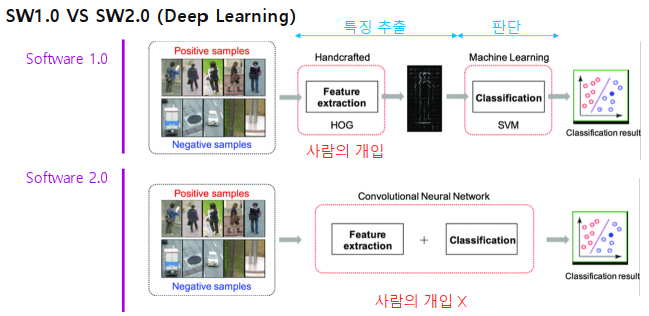 SW1.0 VS SW2.0 (Deep Learning)
특징 추출
판단
Software 1.0
Positive samples
Negative samples
Handcrafted
Feature
extraction
HOG
사람의 개입
Machine Learning
Classification
SVM
Classification result
Software 2.0
Positive samples
Negative samples
Convolutional Neural Network
Feature
extraction
+
Classification
사람의 개입 X
Classification result